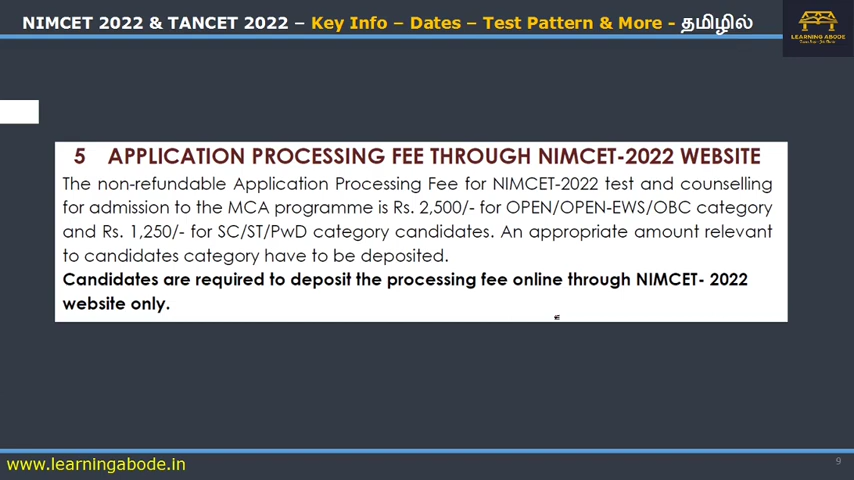 NIMCET 2022 & TANCET 2022 – Key Info – Dates – Test Pattern & More - தமிழில்
LEARNING ABODE
5 APPLICATION PROCESSING FEE THROUGH NIMCET-2022 WEBSITE
The non-refundable Application Processing Fee for NIMCET-2022 test and counselling
for admission to the MCA programme is Rs. 2,500/- for OPEN/OPEN-EWS/OBC category
and Rs. 1,250/- for SC/ST/PwD category candidates. An appropriate amount relevant
to candidates category have to be deposited.
Candidates are required to deposit the processing fee online through NIMCET- 2022
website only.
www.learningabode.in
9